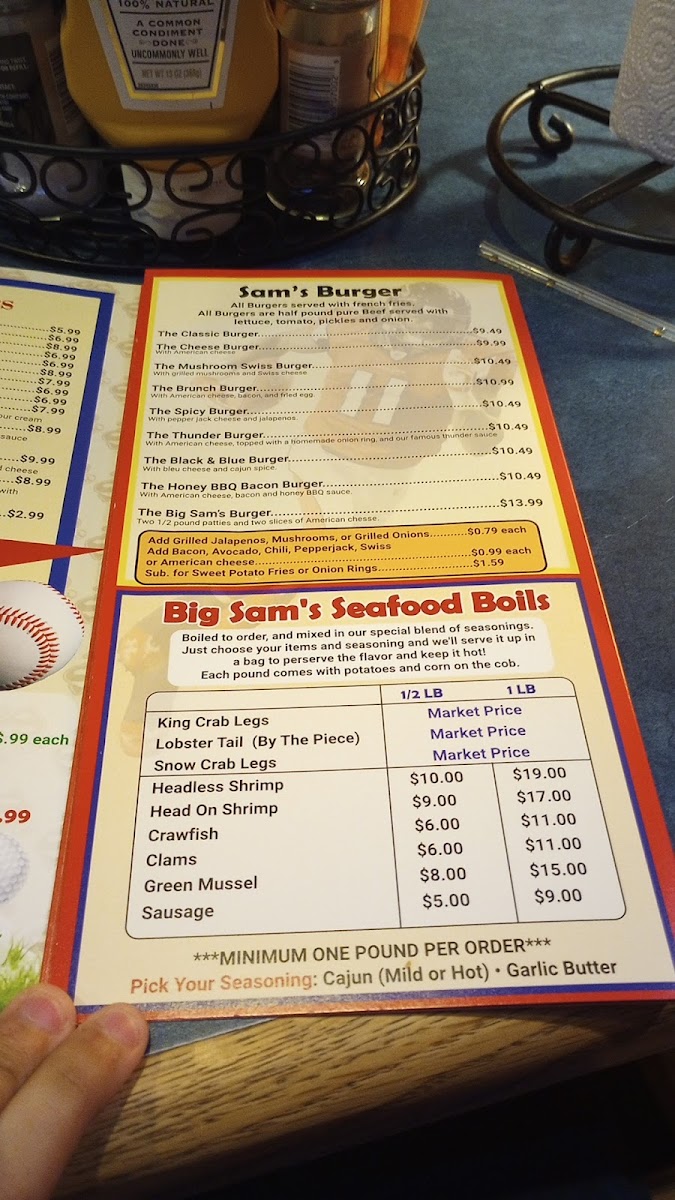 100% NATURAL
A COMMON
CONDIMENT
DONE
UNCOMMONLY WELL
NET WT 13 OZ (368g)
$5.99
$6.99
$8.99
$6.99
$6.99
$8.99
$7.99
$6.99
$6.99
$7.99
our cream
$8.99
sauce
$9.99
d cheese
$8.99
with
$2.99
$.99 each
.99
Sam's Burger
All Burgers served with french fries.
All Burgers are half pound pure Beef served with
lettuce, tomato, pickles and onion.
The Classic Burger....$9.49
The Cheese Burger....$9.99
With American cheese
The Mushroom Swiss Burger....$10.49
With grilled mushrooms and Swiss cheese
The Brunch Burger....$10.99
With American cheese, bacon, and fried egg.
The Spicy Burger....$10.49
With pepper jack cheese and jalapenos.
The Thunder Burger....$10.49
With American cheese, topped with a homemade onion ring, and our famous thunder sauce
The Black & Blue Burger....$10.49
With bleu cheese and cajun spice.
The Honey BBQ Bacon Burger....$10.49
With American cheese, bacon and honey BBQ sauce.
The Big Sam's Burger....$13.99
Two 1/2 pound patties and two slices of American chesse.
Add Grilled Jalapenos, Mushrooms, or Grilled Onions....$0.79 each
Add Bacon, Avocado, Chili, Pepperjack, Swiss
or American cheese....$0.99 each
Sub. for Sweet Potato Fries or Onion Rings....$1.59
Big Sam's Seafood Boils
Boiled to order, and mixed in our special blend of seasonings.
Just choose your items and seasoning and we'll serve it up in
a bag to perserve the flavor and keep it hot!
Each pound comes with potatoes and corn on the cob.
1/2 LB 1 LB
King Crab Legs Market Price
Lobster Tail (By The Piece) Market Price
Snow Crab Legs Market Price
Headless Shrimp $10.00 $19.00
Head On Shrimp $9.00 $17.00
Crawfish $6.00 $11.00
Clams $6.00 $11.00
Green Mussel $8.00 $15.00
Sausage $5.00 $9.00
***MINIMUM ONE POUND PER ORDER***
Pick Your Seasoning: Cajun (Mild or Hot) • Garlic Butter